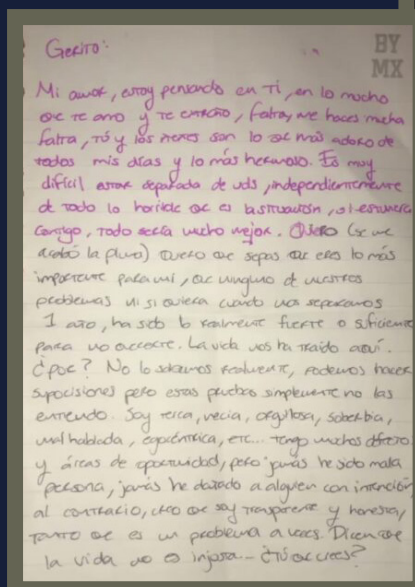 Gerito:
BY
MX
Mi amor, estoy pensando en Ti, en lo mucho
que te amo y te extraño, falta, me haces mucha
falta, Tú y los nenes son lo que más adoro de
todos mis días y lo más hermoso. Es muy
difícil estar separada de uds, independientemente
de todo lo horrible que es la situación, si estuviera
contigo, todo sería mucho mejor. Quiero (se me
acabó la pluma) Quiero que sepas que eres lo más
importante para mi, que ninguno de nuestros
problemas ni si quiera cuando nos separamos
1 año, ha sido lo realmente fuerte o suficiente
para no quererte. La vida nos ha traído aquí.
¿poe? No lo sabemos realmente, podemos hacer
suposiciones pero estas pruebas simplemente no las
entiendo. Soy terca, necia, orgullosa, soberbia,
mal hablada, egocéntrica, etc... Tengo muchos defectos
y áreas de oportunidad, pero jamás he sido mala
persona, jamás he dañado a alguien con intención
al contrario, creo que soy transparente y honesta,
tanto que es un problema a veces. Dicen que
la vida no es injusta... ¿Tú que crees?